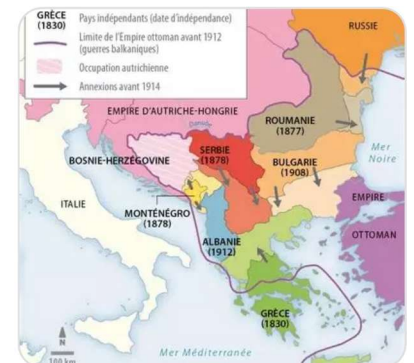 GRÈCE
(1830)
Pays indépendants (date d'indépendance)
Limite de l'Empire ottoman avant 1912
(guerres balkaniques)
Occupation autrichienne
Annexions avant 1914
RUSSIE
EMPIRE D'AUTRICHE-HONGRIE
ROUMANIE
(1877)
Danube
SERBIE
(1878)
BOSNIE-HERZÉGOVINE
BULGARIE
(1908)
Mer
Noire
ITALIE
MONTÉNÉGRO
(1878)
EMPIRE
OTTOMAN
ALBANIE
(1912)
GRÈCE
(1830)
N
100 km
Mer Méditerranée